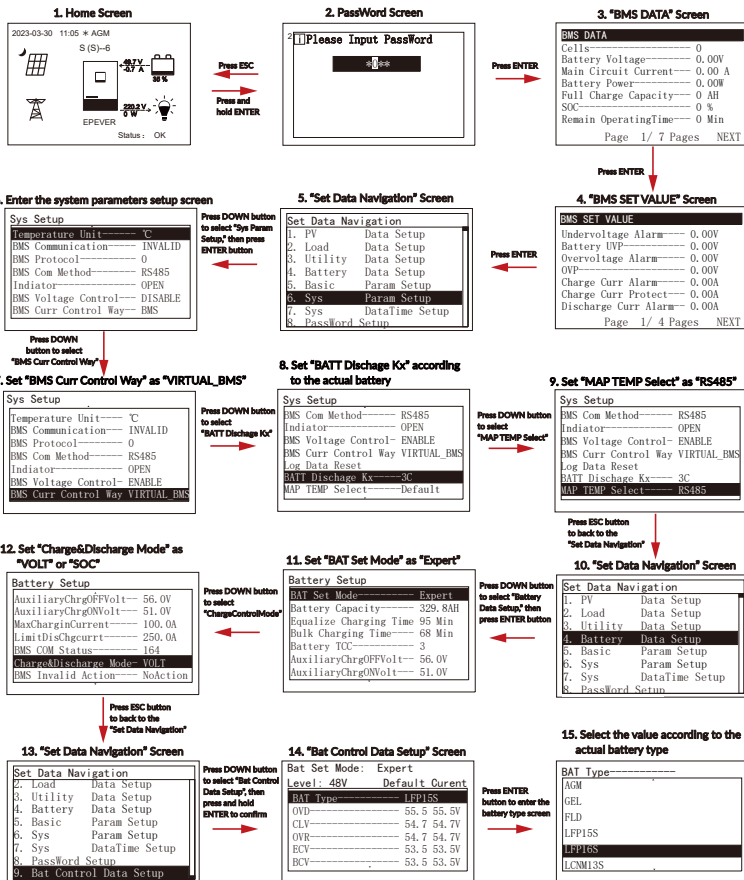 1. Home Screen
2023-03-30 11:05 ✳ AGM
S (S)--6
49.7 V
-0.7 A
35 %
220.2 V
0 W
EPEVER
Status： OK
Press ESC
Press and
hold ENTER
2. PassWord Screen
2 i Please Input PassWord
*0**
Press ENTER
3. "BMS DATA" Screen
BMS DATA
Cells------------------- 0
Battery Voltage--------- 0.00V
Main Circuit Current---- 0.00 A
Battery Power----------- 0.00W
Full Charge Capacity--- 0 AH
SOC--------------------- 0 %
Remain OperatingTime--- 0 Min
Page 1/ 7 Pages NEXT
Press ENTER
4. "BMS SET VALUE" Screen
BMS SET VALUE
Undervoltage Alarm---- 0.00V
Battery UVP----------- 0.00V
Overvoltage Alarm----- 0.00V
OVP------------------- 0.00V
Charge Curr Alarm----- 0.00A
Charge Curr Protect--- 0.00A
Discharge Curr Alarm-- 0.00A
Page 1/ 4 Pages NEXT
Press ENTER
5. "Set Data Navigation" Screen
Set Data Navigation
1. PV Data Setup
2. Load Data Setup
3. Utility Data Setup
4. Battery Data Setup
5. Basic Param Setup
6. Sys Param Setup
7. Sys DataTime Setup
8. PassWord Setup
Press DOWN button
to select "Sys Param
Setup," then press
ENTER button
. Enter the system parameters setup screen
Sys Setup
Temperature Unit------ ℃
BMS Communication----- INVALID
BMS Protocol---------- 0
BMS Com Method-------- RS485
Indiator-------------- OPEN
BMS Voltage Control--- DISABLE
BMS Curr Control Way-- BMS
Press DOWN
button to select
"BMS Curr Control Way"
. Set "BMS Curr Control Way" as "VIRTUAL_BMS"
Sys Setup
Temperature Unit---- ℃
BMS Communication--- INVALID
BMS Protocol-------- 0
BMS Com Method------ RS485
Indiator------------ OPEN
BMS Voltage Control- ENABLE
BMS Curr Control Way VIRTUAL_BMS
Press DOWN button
to select
"BATT Dischage Kx"
8. Set "BATT Dischage Kx" according
to the actual battery
Sys Setup
BMS Com Method------ RS485
Indiator------------ OPEN
BMS Voltage Control- ENABLE
BMS Curr Control Way VIRTUAL_BMS
Log Data Reset
BATT Dischage Kx----3C
MAP TEMP Select------Default
Press DOWN button
to select
"MAP TEMP Select"
9. Set "MAP TEMP Select" as "RS485"
Sys Setup
BMS Com Method------ RS485
Indiator------------ OPEN
BMS Voltage Control- ENABLE
BMS Curr Control Way VIRTUAL_BMS
Log Data Reset
BATT Dischage Kx---- 3C
MAP TEMP Select----- RS485
Press ESC button
to back to the
"Set Data Navigation"
10. "Set Data Navigation" Screen
Set Data Navigation
1. PV Data Setup
2. Load Data Setup
3. Utility Data Setup
4. Battery Data Setup
5. Basic Param Setup
6. Sys Param Setup
7. Sys DataTime Setup
8. PassWord Setup
Press DOWN button
to select "Battery
Data Setup," then
press ENTER button
11. Set "BAT Set Mode" as "Expert"
Battery Setup
BAT Set Mode---------- Expert
Battery Capacity------ 329.8AH
Equalize Charging Time 95 Min
Bulk Charging Time---- 68 Min
Battery TCC----------- 3
AuxiliaryChrgOFFVolt-- 56.0V
AuxiliaryChrgONVolt--- 51.0V
Press DOWN button
to select
"ChargeControlMode"
12. Set "Charge&Discharge Mode" as
"VOLT" or "SOC"
Battery Setup
AuxiliaryChrgOFFVolt-- 56.0V
AuxiliaryChrgONVolt--- 51.0V
MaxCharginCurrent----- 100.0A
LimitDisChgcurrt------ 250.0A
BMS COM Status-------- 164
Charge&Discharge Mode- VOLT
BMS Invalid Action---- NoAction
Press ESC button
to back to the
"Set Data Navigation"
13. "Set Data Navigation" Screen
Set Data Navigation
2. Load Data Setup
3. Utility Data Setup
4. Battery Data Setup
5. Basic Param Setup
6. Sys Param Setup
7. Sys DataTime Setup
8. PassWord Setup
9. Bat Control Data Setup
Press DOWN button
to select "Bat Control
Data Setup", then
press and hold
ENTER to confirm
14. "Bat Control Data Setup" Screen
Bat Set Mode: Expert
Level: 48V Default Curent
BAT Type-------------- LFP15S
OVD------------------- 55.5 55.5V
CLV------------------- 54.7 54.7V
OVR------------------- 54.7 54.7V
ECV------------------- 53.5 53.5V
BCV------------------- 53.5 53.5V
Press ENTER
button to enter the
battery type screen
15. Select the value according to the
actual battery type
BAT Type-----------
AGM
GEL
FLD
LFP15S
LFP16S
LCNM13S